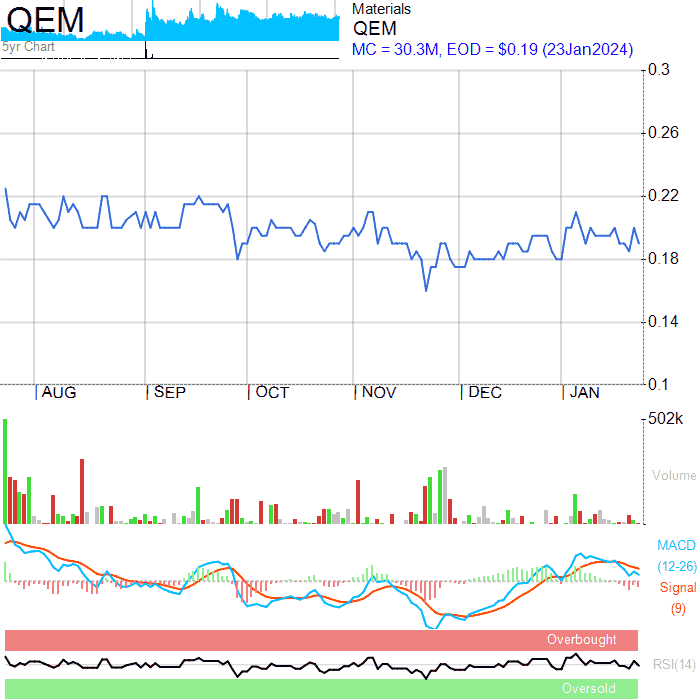 QEM
5yr Chart
Materials
QEM
MC = 30.3M, EOD = $0.19 (23Jan2024)
0.3
0.26
0.22
0.18
0.14
0.1
AUG SEP OCT NOV DEC JAN
502k
Volume
MACD
(12-26)
Signal
(9)
Overbought
RSI(14)
Oversold